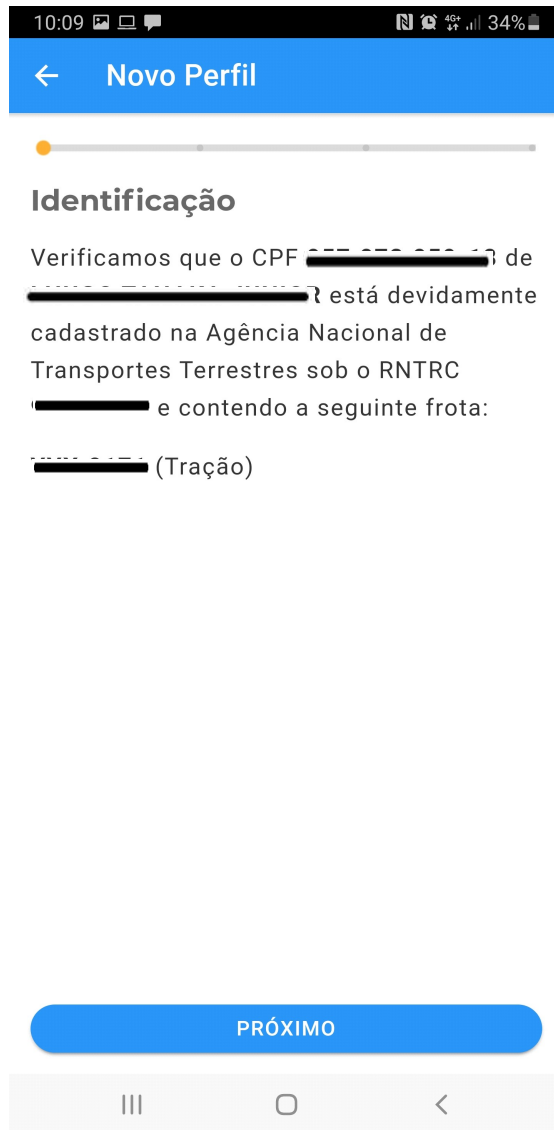 10:09 4G+ 34%
Novo Perfil
Identificação
Verificamos que o CPF de
está devidamente
cadastrado na Agência Nacional de
Transportes Terrestres sob o RNTRC
e contendo a seguinte frota:
(Tração)
PRÓXIMO